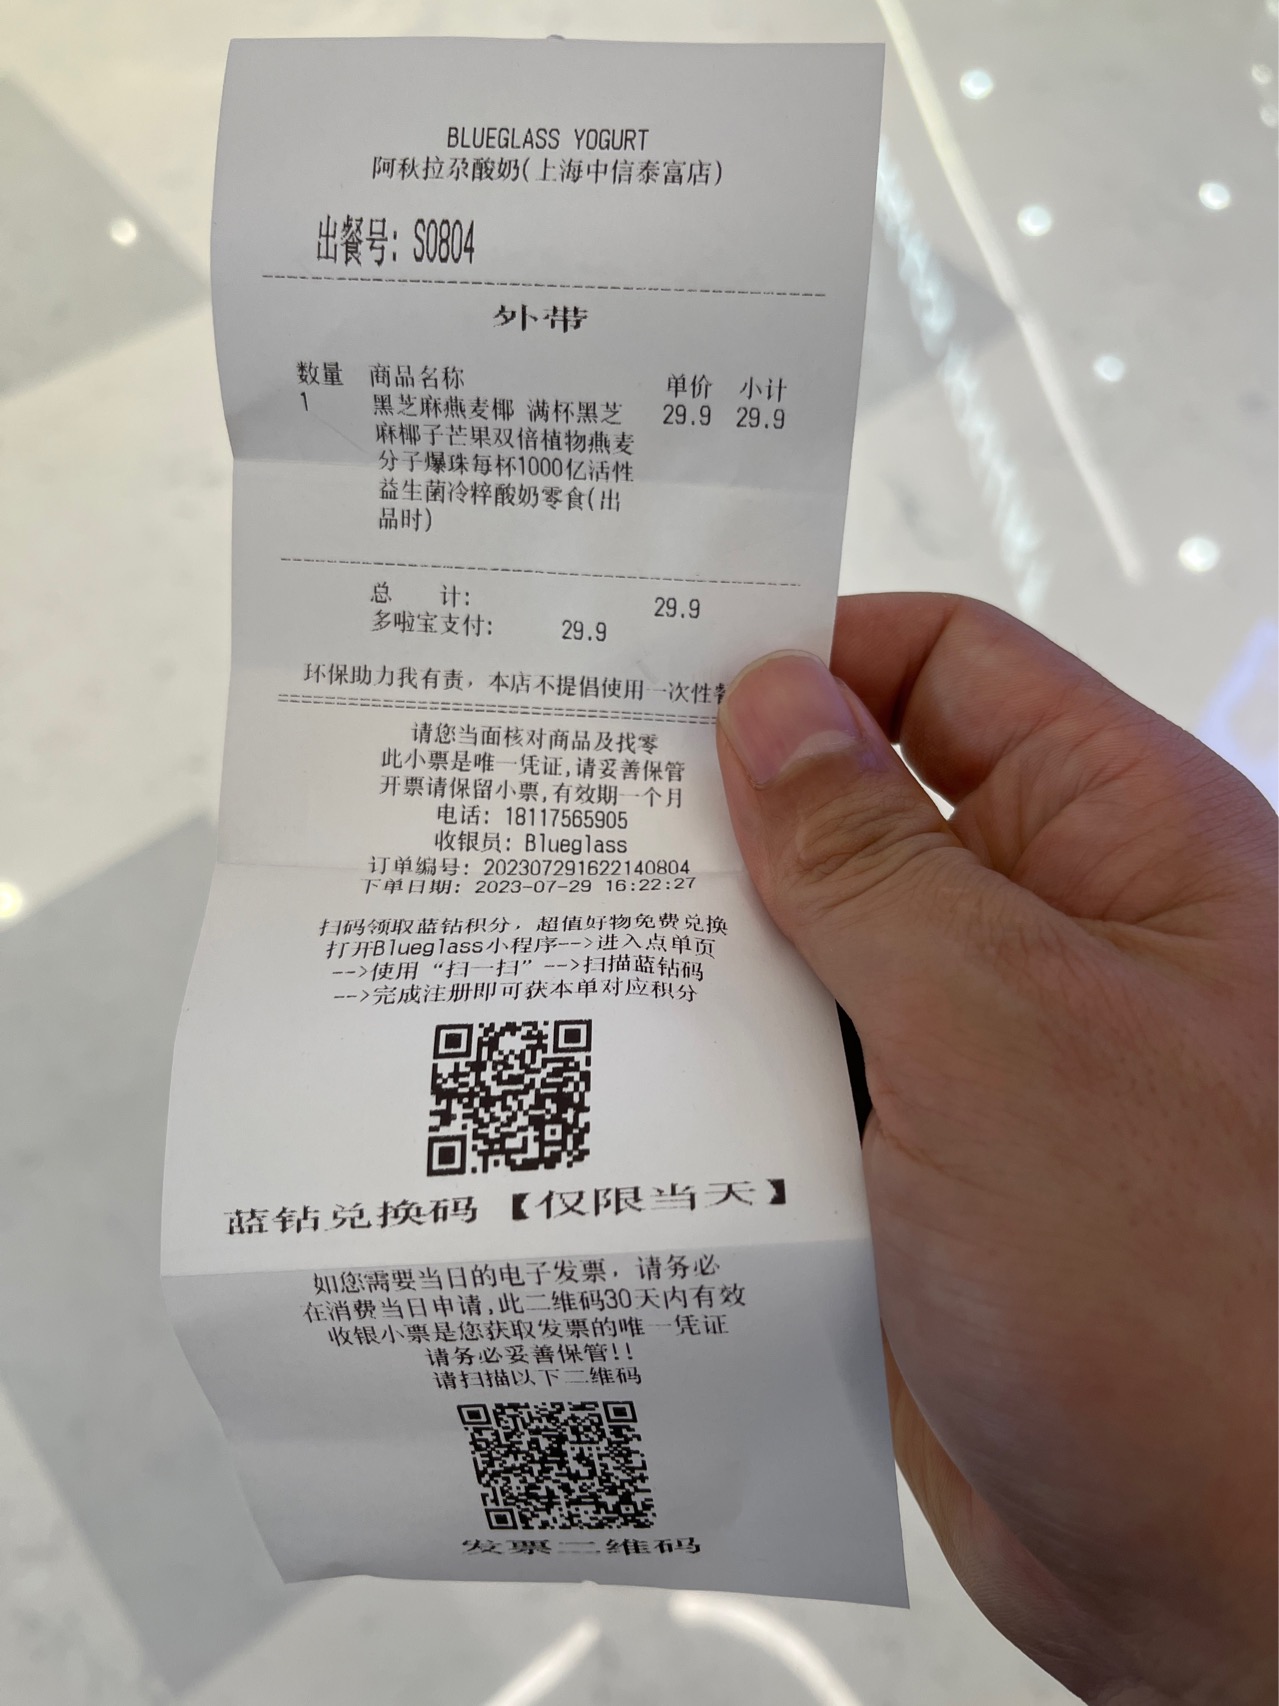 BLUEGLASS YOGURT
阿秋拉尕酸奶(上海中信泰富店)
出餐号: S0804
外带
数量 商品名称 单价 小计
1 黑芝麻燕麦椰 满杯黑芝 29.9 29.9
麻椰子芒果双倍植物燕麦
分子爆珠每杯1000亿活性
益生菌冷粹酸奶零食(出
品时)
总 计: 29.9
多啦宝支付: 29.9
环保助力我有责，本店不提倡使用一次性
请您当面核对商品及找零
此小票是唯一凭证,请妥善保管
开票请保留小票,有效期一个月
电话: 18117565905
收银员: Blueglass
订单编号: 202307291622140804
下单日期: 2023-07-29 16:22:27
扫码领取蓝钻积分，超值好物免费兑换
打开Blueglass小程序-->进入点单页
-->使用“扫一扫”-->扫描蓝钻码
-->完成注册即可获本单对应积分
蓝钻兑换码【仅限当天】
如您需要当日的电子发票，请务必
在消费当日申请,此二维码30天内有效
收银小票是您获取发票的唯一凭证
请务必妥善保管!!
请扫描以下二维码
发票二维码